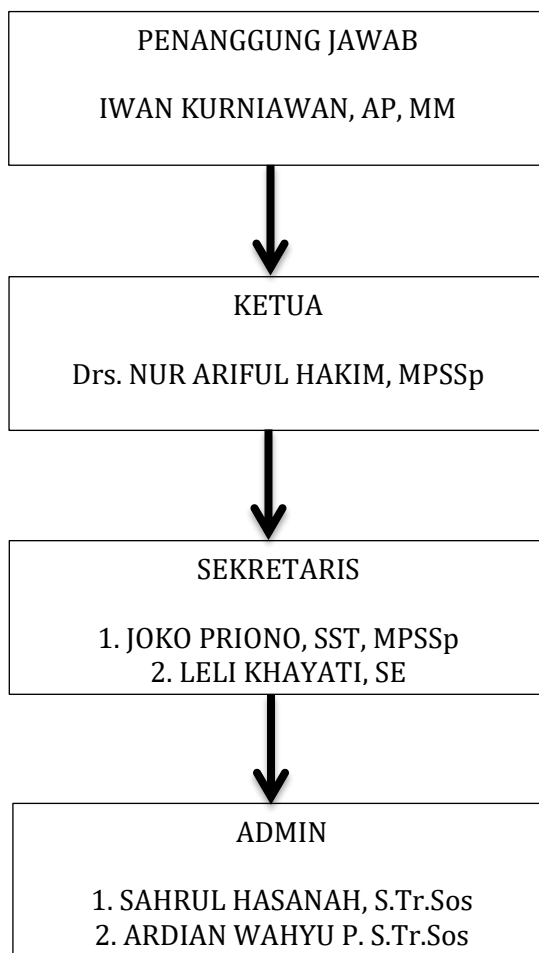 PENANGGUNG JAWAB
IWAN KURNIAWAN, AP, MM
KETUA
Drs. NUR ARIFUL HAKIM, MPSSp
SEKRETARIS
1. JOKO PRIONO, SST, MPSSp
2. LELI KHAYATI, SE
ADMIN
1. SAHRUL HASANAH, S.Tr.Sos
2. ARDIAN WAHYU P. S.Tr.Sos